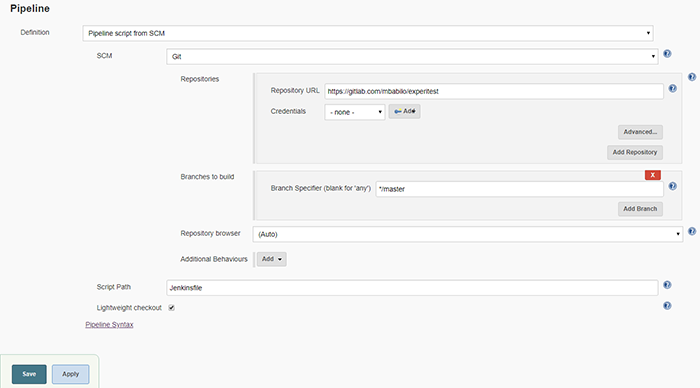 Pipeline
Definition Pipeline script from SCM
SCM Git
Repositories
Repository URL https://gitlab.com/mbabilo/experitest
Credentials - none - Add
Advanced...
Add Repository
Branches to build
X
Branch Specifier (blank for 'any') */master
Add Branch
Repository browser (Auto)
Additional Behaviours Add
Script Path Jenkinsfile
Lightweight checkout
Pipeline Syntax
Save Apply